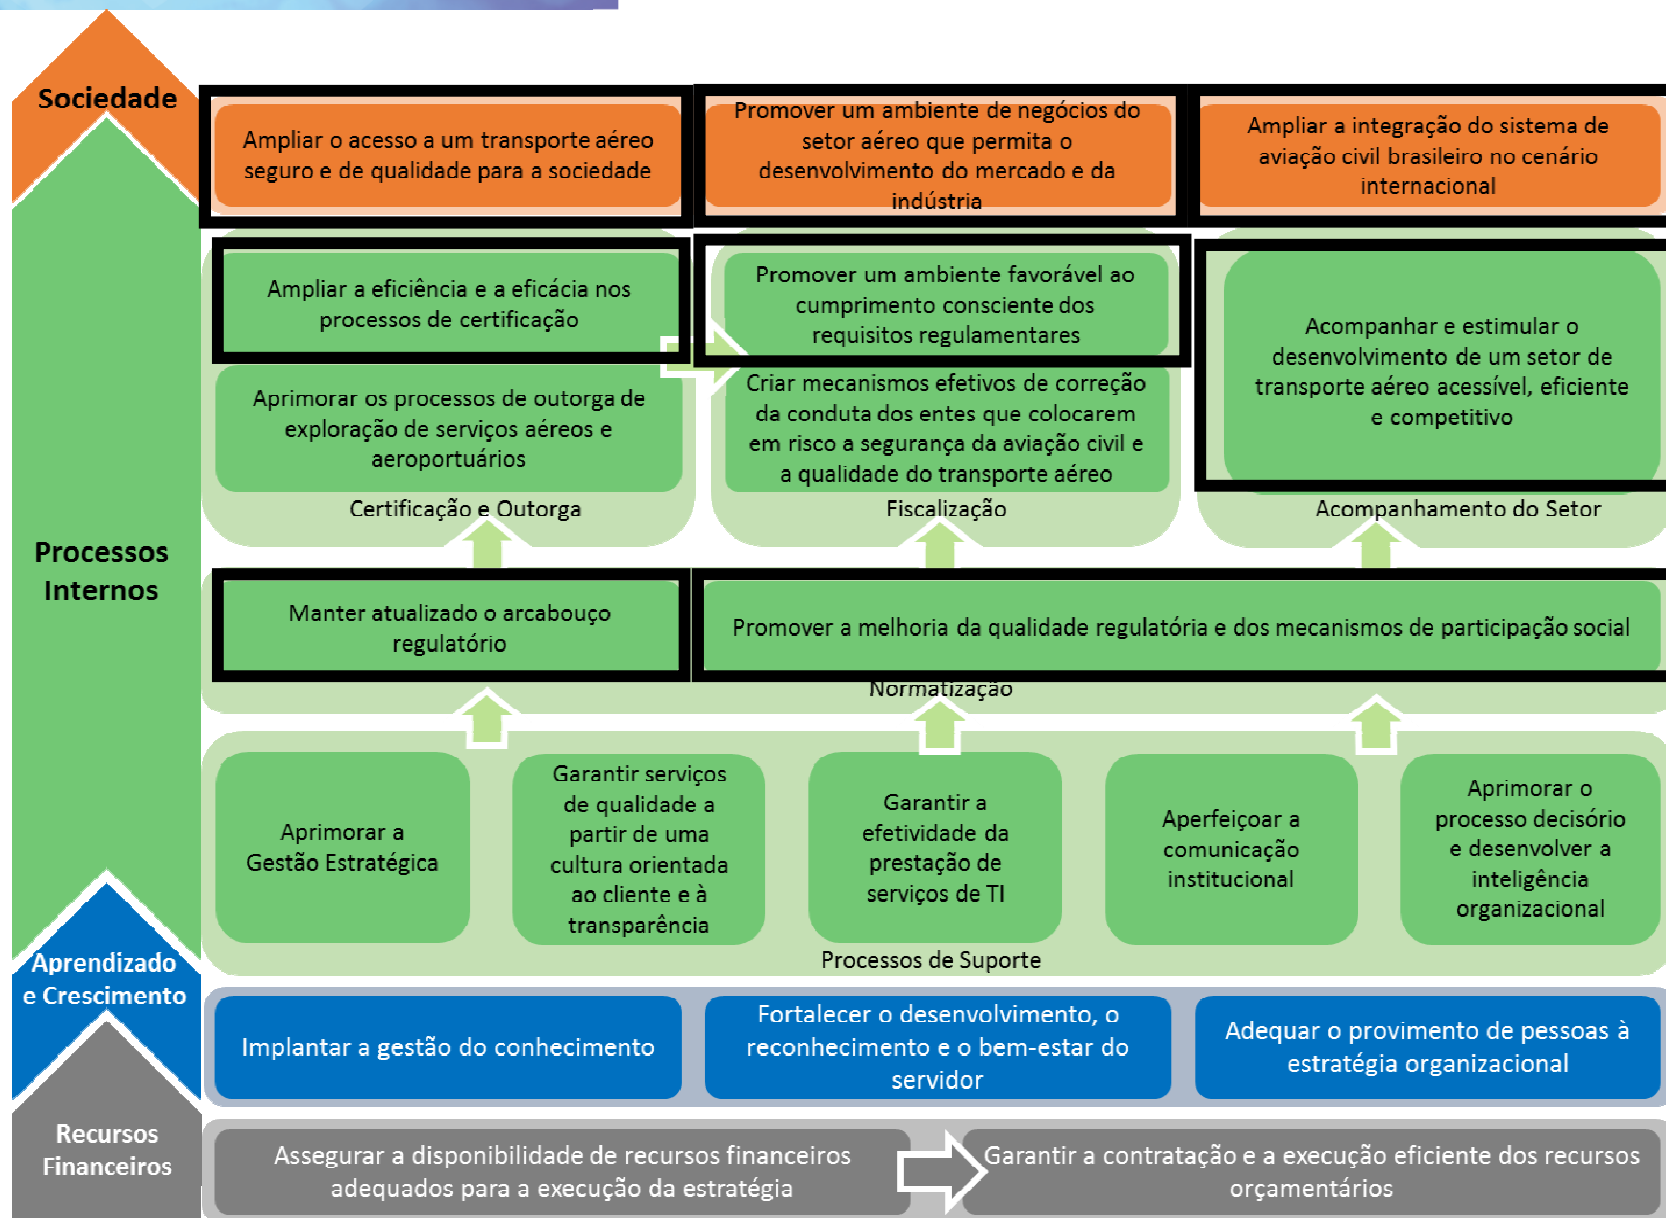 Sociedade
Ampliar o acesso a um transporte aéreo
seguro e de qualidade para a sociedade
Promover um ambiente de negócios do
setor aéreo que permita o
desenvolvimento do mercado e da
indústria
Ampliar a integração do sistema de
aviação civil brasileiro no cenário
internacional
Processos
Internos
Ampliar a eficiência e a eficácia nos
processos de certificação
Aprimorar os processos de outorga de
exploração de serviços aéreos e
aeroportuários
Certificação e Outorga
Promover um ambiente favorável ao
cumprimento consciente dos
requisitos regulamentares
Criar mecanismos efetivos de correção
da conduta dos entes que colocarem
em risco a segurança da aviação civil e
a qualidade do transporte aéreo
Fiscalização
Acompanhar e estimular o
desenvolvimento de um setor de
transporte aéreo acessível, eficiente
e competitivo
Acompanhamento do Setor
Manter atualizado o arcabouço
regulatório
Promover a melhoria da qualidade regulatória e dos mecanismos de participação social
Normatização
Aprimorar a
Gestão Estratégica
Garantir serviços
de qualidade a
partir de uma
cultura orientada
ao cliente e à
transparência
Garantir a
efetividade da
prestação de
serviços de TI
Aperfeiçoar a
comunicação
institucional
Aprimorar o
processo decisório
e desenvolver a
inteligência
organizacional
Processos de Suporte
Aprendizado
e Crescimento
Implantar a gestão do conhecimento
Fortalecer o desenvolvimento, o
reconhecimento e o bem-estar do
servidor
Adequar o provimento de pessoas à
estratégia organizacional
Recursos
Financeiros
Assegurar a disponibilidade de recursos financeiros
adequados para a execução da estratégia
Garantir a contratação e a execução eficiente dos recursos
orçamentários